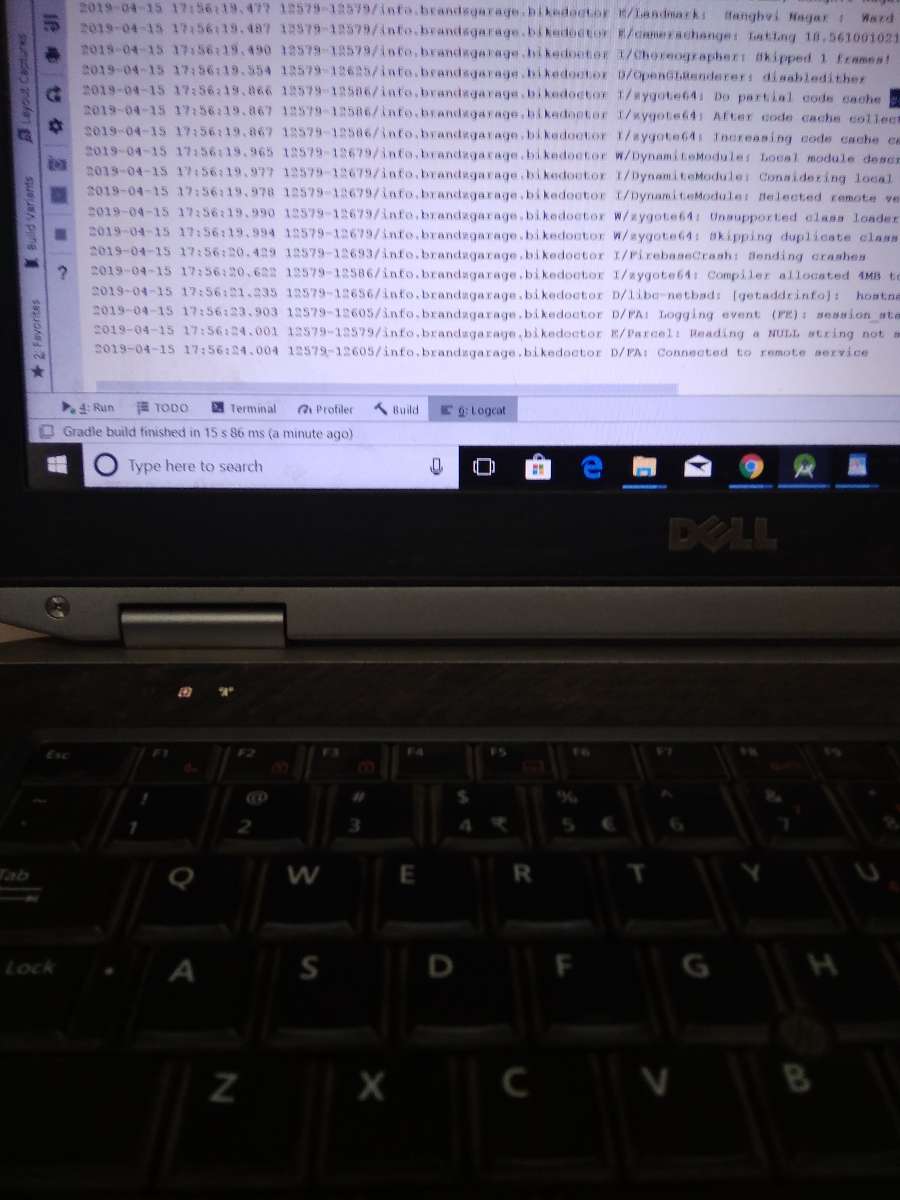 2019-04-15 17:56:19.477 12579-12579/info.brandzgarage.bikedoctor E/Landmark: Sanghvi Nagar : Ward
2019-04-15 17:56:19.487 12579-12579/info.brandzgarage.bikedoctor E/camerachange: LatLng 18.561001021
2019-04-15 17:56:19.490 12579-12579/info.brandzgarage.bikedoctor I/Choreographer: Skipped 1 frames!
2019-04-15 17:56:19.554 12579-12625/info.brandzgarage.bikedoctor D/OpenGLRenderer: disabledither
2019-04-15 17:56:19.866 12579-12586/info.brandzgarage.bikedoctor I/zygote64: Do partial code cache
2019-04-15 17:56:19.867 12579-12586/info.brandzgarage.bikedoctor I/zygote64: After code cache collect
2019-04-15 17:56:19.867 12579-12586/info.brandzgarage.bikedoctor I/zygote64: Increasing code cache ca
2019-04-15 17:56:19.965 12579-12679/info.brandzgarage.bikedoctor W/DynamiteModule: Local module descr
2019-04-15 17:56:19.977 12579-12679/info.brandzgarage.bikedoctor I/DynamiteModule: Considering local
2019-04-15 17:56:19.978 12579-12679/info.brandzgarage.bikedoctor I/DynamiteModule: Selected remote ve
2019-04-15 17:56:19.990 12579-12679/info.brandzgarage.bikedoctor W/zygote64: Unsupported class loader
2019-04-15 17:56:19.994 12579-12679/info.brandzgarage.bikedoctor W/zygote64: Skipping duplicate class
2019-04-15 17:56:20.429 12579-12693/info.brandzgarage.bikedoctor I/FirebaseCrash: Sending crashes
2019-04-15 17:56:20.622 12579-12586/info.brandzgarage.bikedoctor I/zygote64: Compiler allocated 4MB to
2019-04-15 17:56:21.235 12579-12656/info.brandzgarage.bikedoctor D/libc-netbsd: [getaddrinfo]: hostna
2019-04-15 17:56:23.903 12579-12605/info.brandzgarage.bikedoctor D/FA: Logging event (FE): session_sta
2019-04-15 17:56:24.001 12579-12579/info.brandzgarage.bikedoctor E/Parcel: Reading a NULL string not s
2019-04-15 17:56:24.004 12579-12605/info.brandzgarage.bikedoctor D/FA: Connected to remote service
Layout Captures
Build Variants
2: Favorites
?
4: Run TODO Terminal Profiler Build 6: Logcat
Gradle build finished in 15 s 86 ms (a minute ago)
Type here to search
DELL
Esc F1 F2 F3 F4 F5 F6 F7 F8 F9
~ ! @ # $ % ^ & *
1 2 3 4 ₹ 5 € 6 7 8
Tab Q W E R T Y U
Lock A S D F G H
Z X C V B